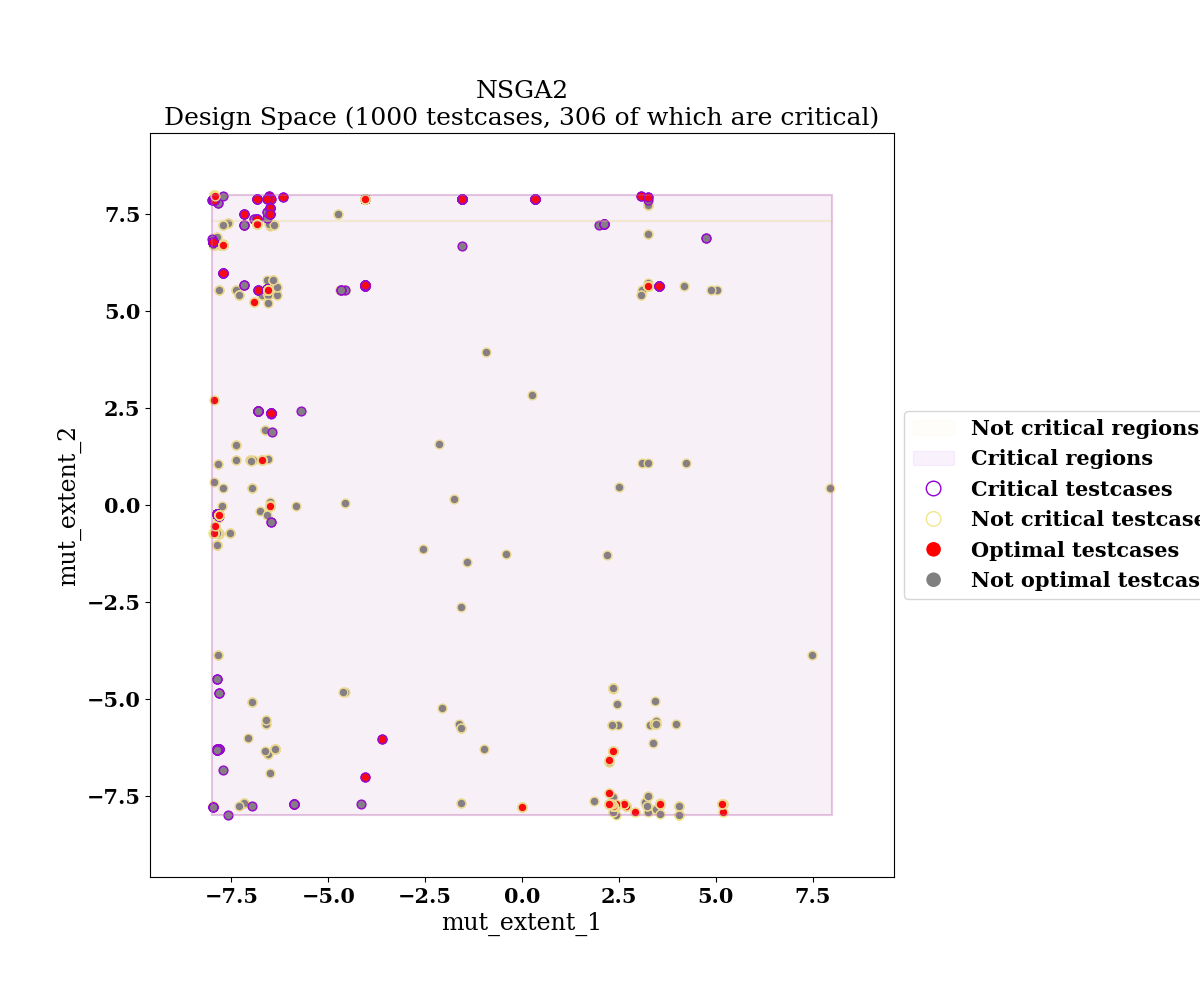 NSGA2
Design Space (1000 testcases, 306 of which are critical)
7.5
5.0
2.5
0.0
−2.5
−5.0
−7.5
mut_extent_2
−7.5
−5.0
−2.5
0.0
2.5
5.0
7.5
mut_extent_1
Not critical regions
Critical regions
Critical testcases
Not critical testcase
Optimal testcases
Not optimal testcas